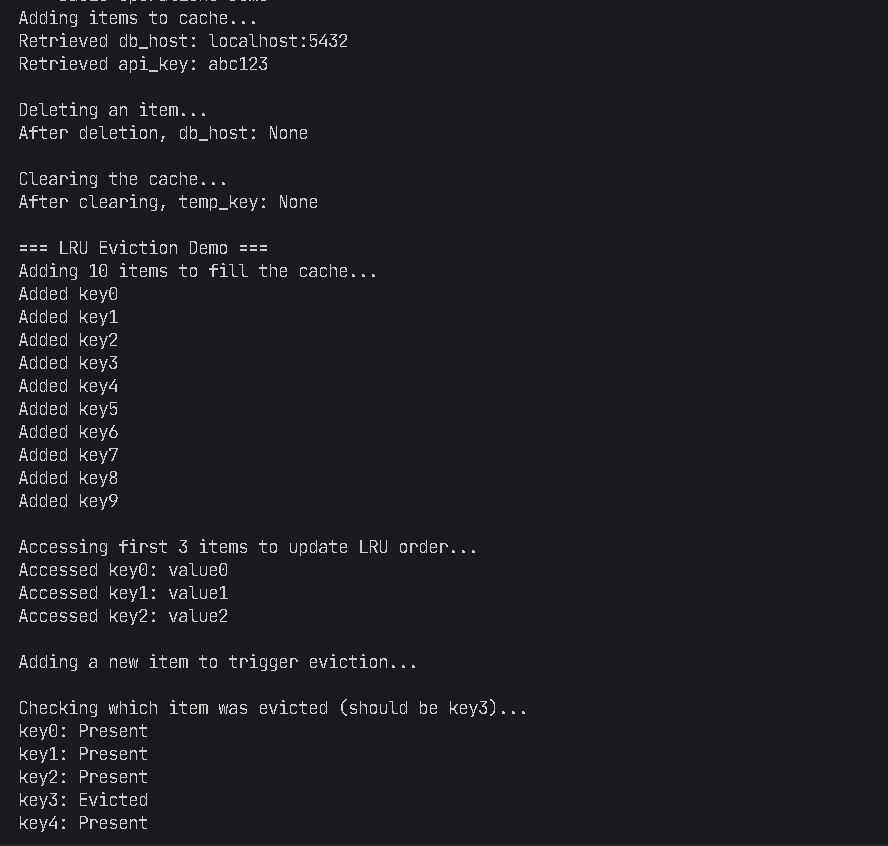 Adding items to cache...
Retrieved db_host: localhost:5432
Retrieved api_key: abc123
Deleting an item...
After deletion, db_host: None
Clearing the cache...
After clearing, temp_key: None
=== LRU Eviction Demo ===
Adding 10 items to fill the cache...
Added key0
Added key1
Added key2
Added key3
Added key4
Added key5
Added key6
Added key7
Added key8
Added key9
Accessing first 3 items to update LRU order...
Accessed key0: value0
Accessed key1: value1
Accessed key2: value2
Adding a new item to trigger eviction...
Checking which item was evicted (should be key3)...
key0: Present
key1: Present
key2: Present
key3: Evicted
key4: Present